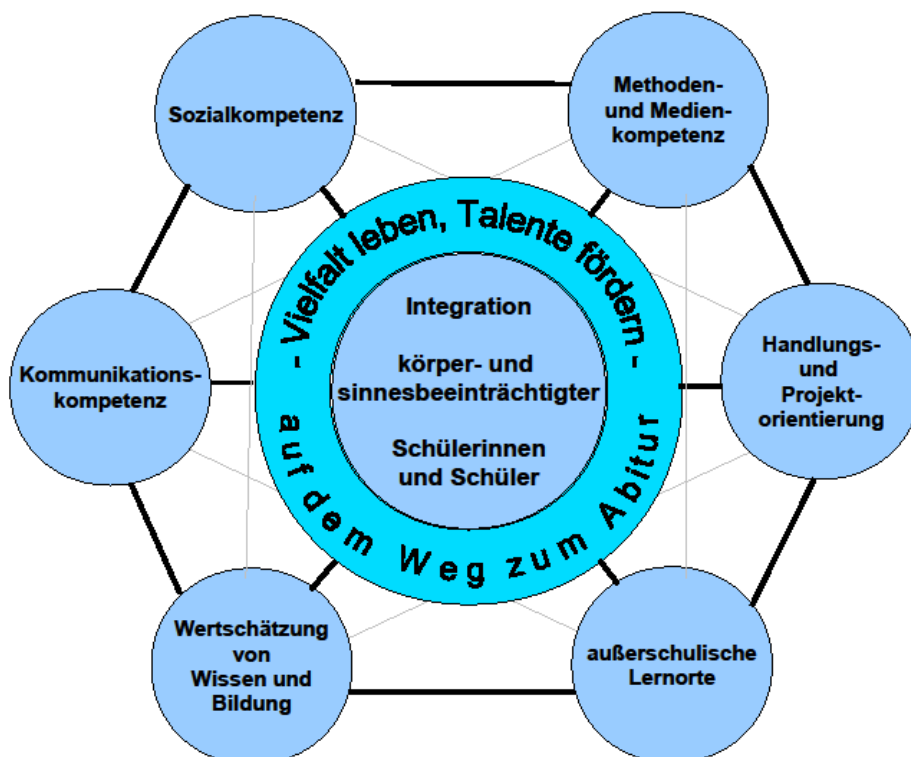 Sozialkompetenz
Methoden-
und Medien-
kompetenz
- Vielfalt leben, Talente fördern -
auf dem Weg zum Abitur
Integration
körper- und
sinnesbeeinträchtigter
Schülerinnen
und Schüler
Kommunikations-
kompetenz
Handlungs-
und
Projekt-
orientierung
Wertschätzung
von
Wissen und
Bildung
außerschulische
Lernorte